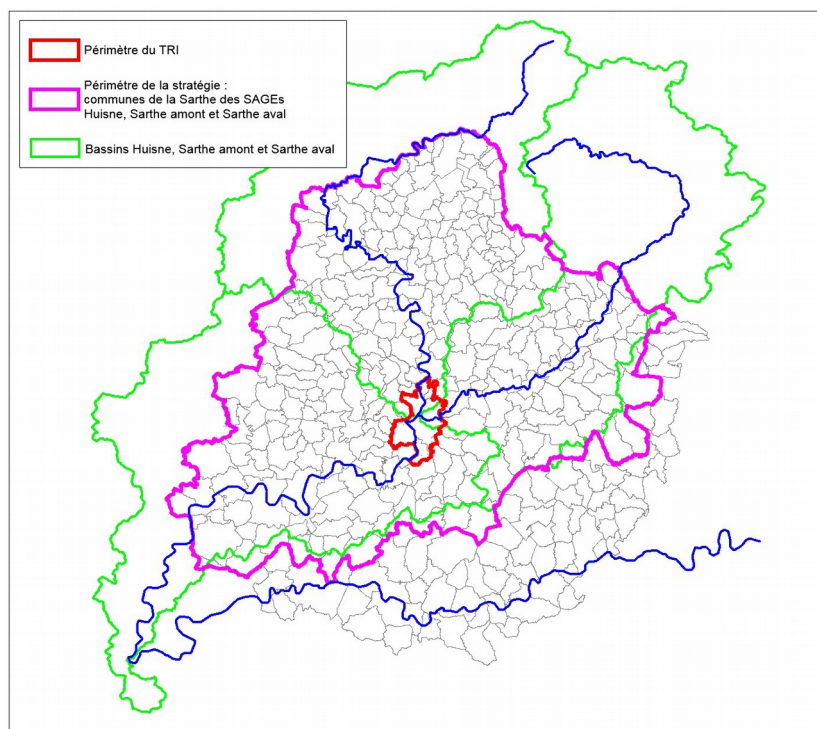 Périmètre du TRI
Périmétre de la stratégie :
communes de la Sarthe des SAGEs
Huisne, Sarthe amont et Sarthe aval
Bassins Huisne, Sarthe amont et Sarthe aval